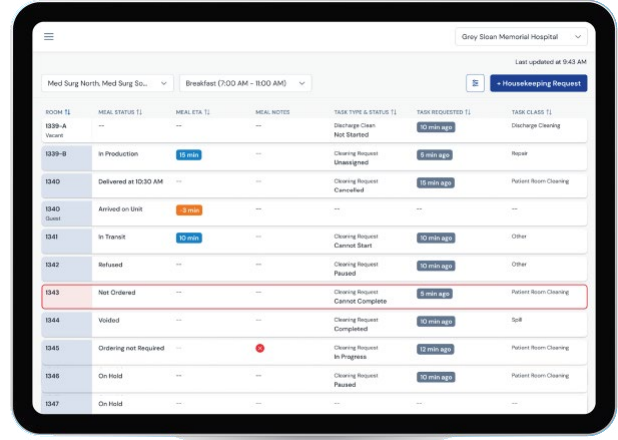 Grey Sloan Memorial Hospital
Last updated at 9:43 AM
Med Surg North, Med Surg So... Breakfast (7:00 AM - 11:00 AM) + Housekeeping Request
ROOM MEAL STATUS MEAL ETA MEAL NOTES TASK TYPE & STATUS TASK REQUESTED TASK CLASS
1339-A -- -- -- Discharge Clean 10 min ago Discharge Cleaning
Vacant Not Started
1339-B In Production 15 min -- Cleaning Request 5 min ago Repair
Unassigned
1340 Delivered at 10:30 AM -- -- Cleaning Request 15 min ago Patient Room Cleaning
Cancelled
1340 Arrived on Unit -3 min -- -- -- --
Guest
1341 In Transit 10 min -- Cleaning Request 10 min ago Other
Cannot Start
1342 Refused -- -- Cleaning Request 10 min ago Other
Paused
1343 Not Ordered -- -- Cleaning Request 5 min ago Patient Room Cleaning
Cannot Complete
1344 Voided -- -- Cleaning Request 10 min ago Spill
Completed
1345 Ordering not Required -- Cleaning Request 12 min ago Patient Room Cleaning
In Progress
1346 On Hold -- -- Cleaning Request 10 min ago Patient Room Cleaning
Paused
1347 On Hold -- -- -- -- --